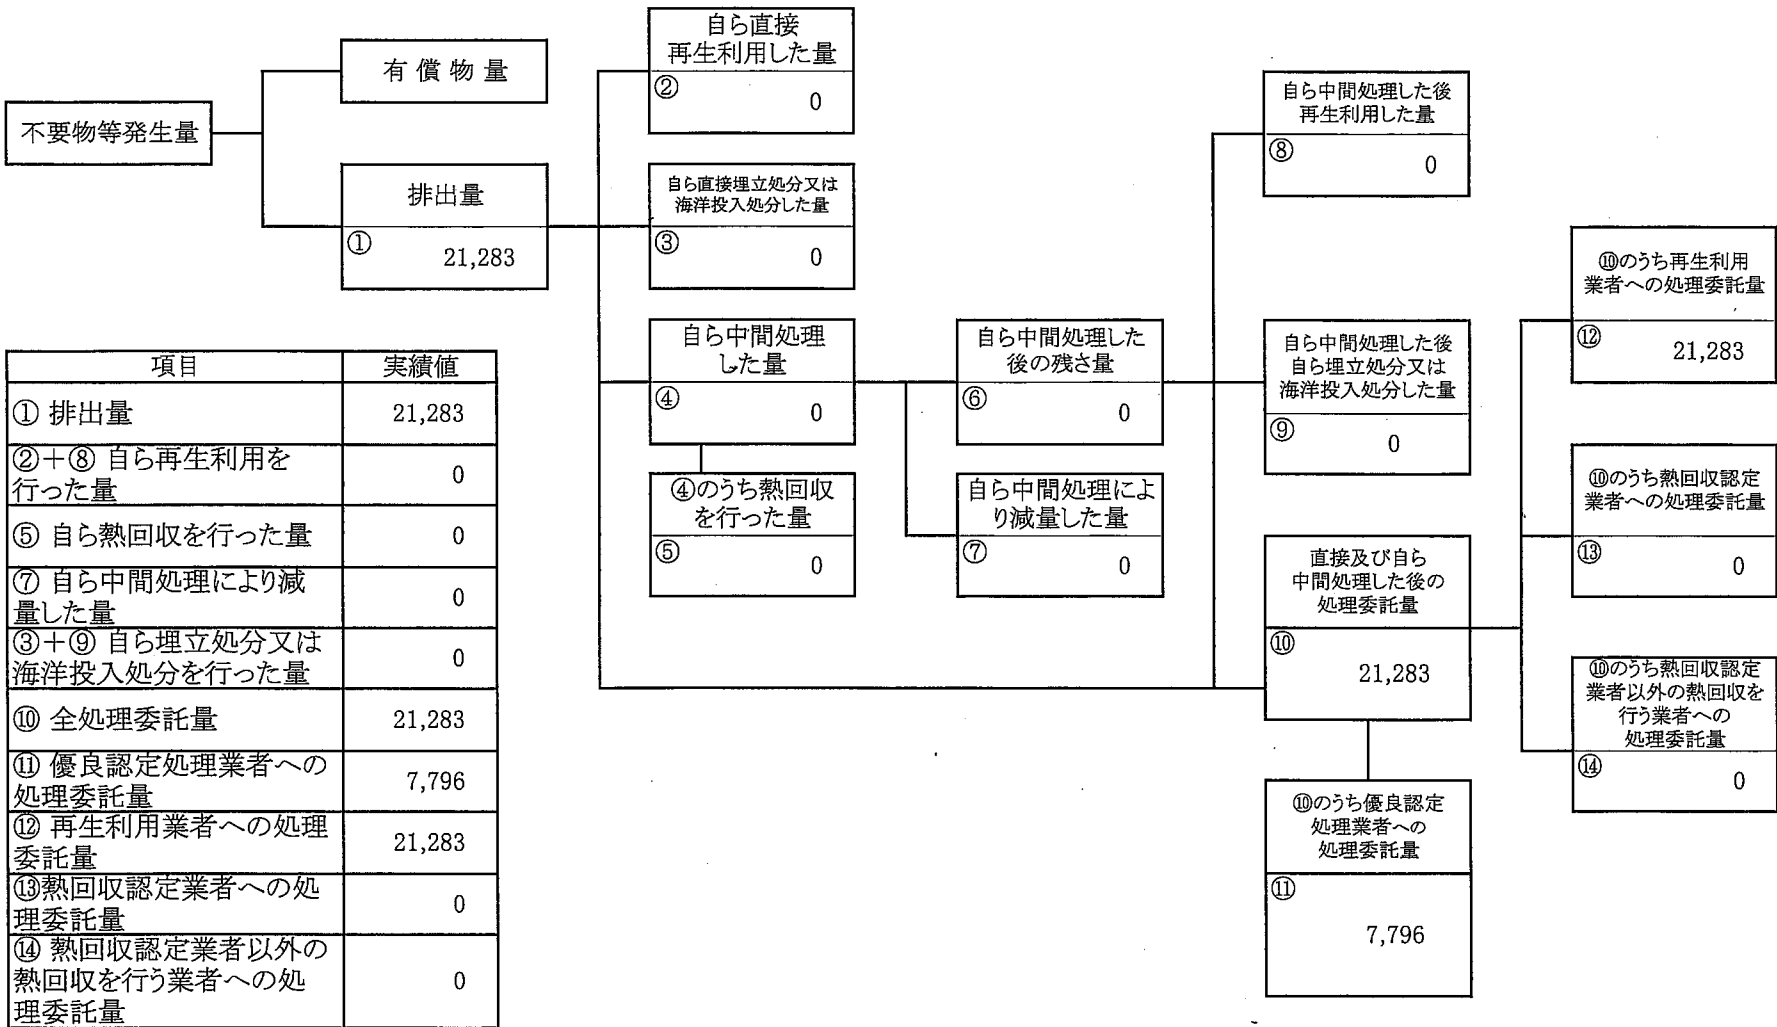 不要物等発生量
有償物量
排出量
① 21,283
自ら直接
再生利用した量
② 0
自ら直接埋立処分又は
海洋投入処分した量
③ 0
自ら中間処理
した量
④ 0
④のうち熱回収
を行った量
⑤ 0
自ら中間処理した
後の残さ量
⑥ 0
自ら中間処理によ
り減量した量
⑦ 0
自ら中間処理した後
再生利用した量
⑧ 0
自ら中間処理した後
自ら埋立処分又は
海洋投入処分した量
⑨ 0
直接及び自ら
中間処理した後の
処理委託量
⑩ 21,283
⑩のうち優良認定
処理業者への
処理委託量
⑪ 7,796
⑩のうち再生利用
業者への処理委託量
⑫ 21,283
⑩のうち熱回収認定
業者への処理委託量
⑬ 0
⑩のうち熱回収認定
業者以外の熱回収を
行う業者への
処理委託量
⑭ 0
項目 実績値
① 排出量 21,283
②+⑧ 自ら再生利用を
行った量 0
⑤ 自ら熱回収を行った量 0
⑦ 自ら中間処理により減
量した量 0
③+⑨ 自ら埋立処分又は
海洋投入処分を行った量 0
⑩ 全処理委託量 21,283
⑪ 優良認定処理業者への
処理委託量 7,796
⑫ 再生利用業者への処理
委託量 21,283
⑬熱回収認定業者への処
理委託量 0
⑭ 熱回収認定業者以外の
熱回収を行う業者への処
理委託量 0